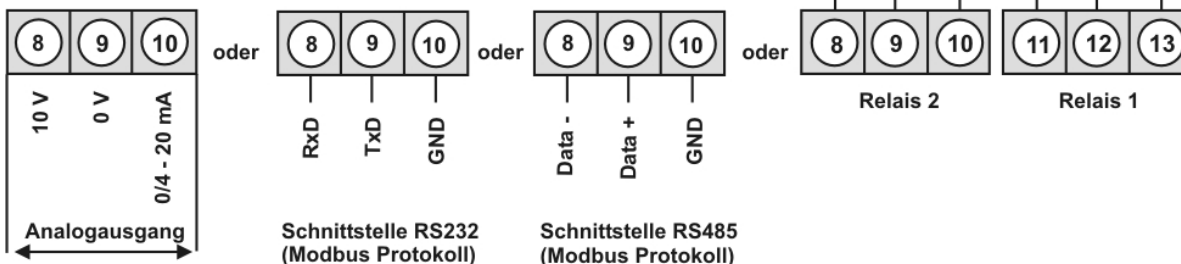 8 9 10 oder 8 9 10 oder 8 9 10 oder 8 9 10 11 12 13
10 V
0 V
0/4 - 20 mA
Analogausgang
RxD
TxD
GND
Schnittstelle RS232
(Modbus Protokoll)
Data -
Data +
GND
Schnittstelle RS485
(Modbus Protokoll)
Relais 2
Relais 1